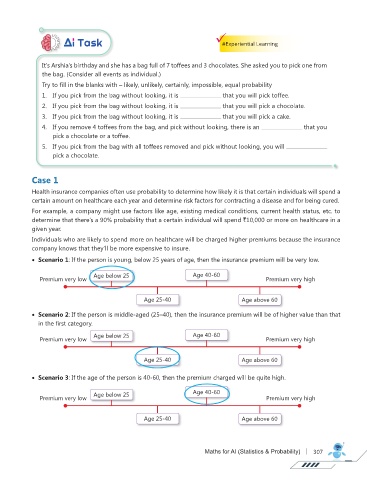 Ai Task
#Experiential Learning
It's Arshia's birthday and she has a bag full of 7 toffees and 3 chocolates. She asked you to pick one from
the bag. (Consider all events as individual.)
Try to fill in the blanks with – likely, unlikely, certainly, impossible, equal probability
1. If you pick from the bag without looking, it is _______________ that you will pick toffee.
2. If you pick from the bag without looking, it is _______________ that you will pick a chocolate.
3. If you pick from the bag without looking, it is _______________ that you will pick a cake.
4. If you remove 4 toffees from the bag, and pick without looking, there is an _______________ that you
pick a chocolate or a toffee.
5. If you pick from the bag with all toffees removed and pick without looking, you will _______________
pick a chocolate.
Case 1
Health insurance companies often use probability to determine how likely it is that certain individuals will spend a
certain amount on healthcare each year and determine risk factors for contracting a disease and for being cured.
For example, a company might use factors like age, existing medical conditions, current health status, etc. to
determine that there's a 90% probability that a certain individual will spend ₹10,000 or more on healthcare in a
given year.
Individuals who are likely to spend more on healthcare will be charged higher premiums because the insurance
company knows that they'll be more expensive to insure.
• Scenario 1: If the person is young, below 25 years of age, then the insurance premium will be very low.
Age below 25
Age 40-60
Premium very low
Premium very high
Age 25-40
Age above 60
• Scenario 2: If the person is middle-aged (25–40), then the insurance premium will be of higher value than that
in the first category.
Age below 25
Age 40-60
Premium very low
Premium very high
Age 25-40
Age above 60
• Scenario 3: If the age of the person is 40-60, then the premium charged will be quite high.
Age below 25
Age 40-60
Premium very low
Premium very high
Age 25-40
Age above 60
Maths for AI (Statistics & Probability) | 307